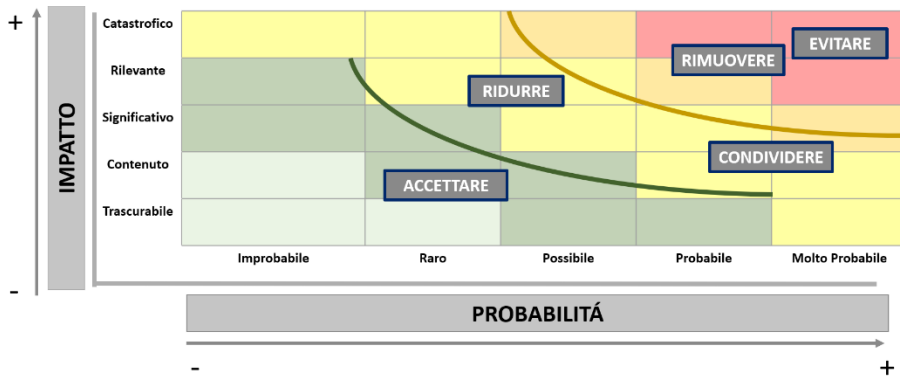 +
IMPATTO
-
Catastrofico
Rilevante
Significativo
Contenuto
Trascurabile
EVITARE
RIMUOVERE
RIDURRE
CONDIVIDERE
ACCETTARE
Improbabile
Raro
Possibile
Probabile
Molto Probabile
PROBABILITÁ
-
+